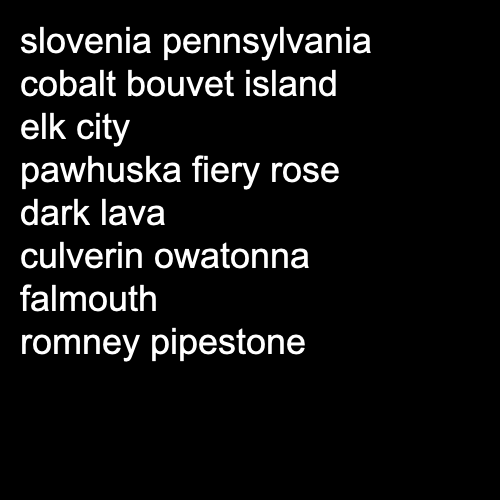 slovenia pennsylvania
cobalt bouvet island
elk city
pawhuska fiery rose
dark lava
culverin owatonna
falmouth
romney pipestone